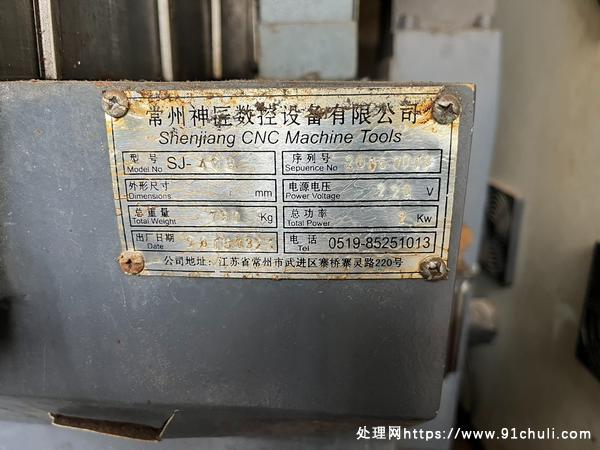 常州神匠数控设备有限公司
Shenjiang CNC Machine Tools
型号 Model No SJ-
序列号 Sepuence No
外形尺寸 Dimensions mm
电源电压 Power Voltage 220 V
总重量 Total Weight Kg
总功率 Total Power Kw
出厂日期 Date
电话 Tel 0519-85251013
公司地址：江苏省常州市武进区寨桥寨灵路220号
处理网https://www.91chuli.com/